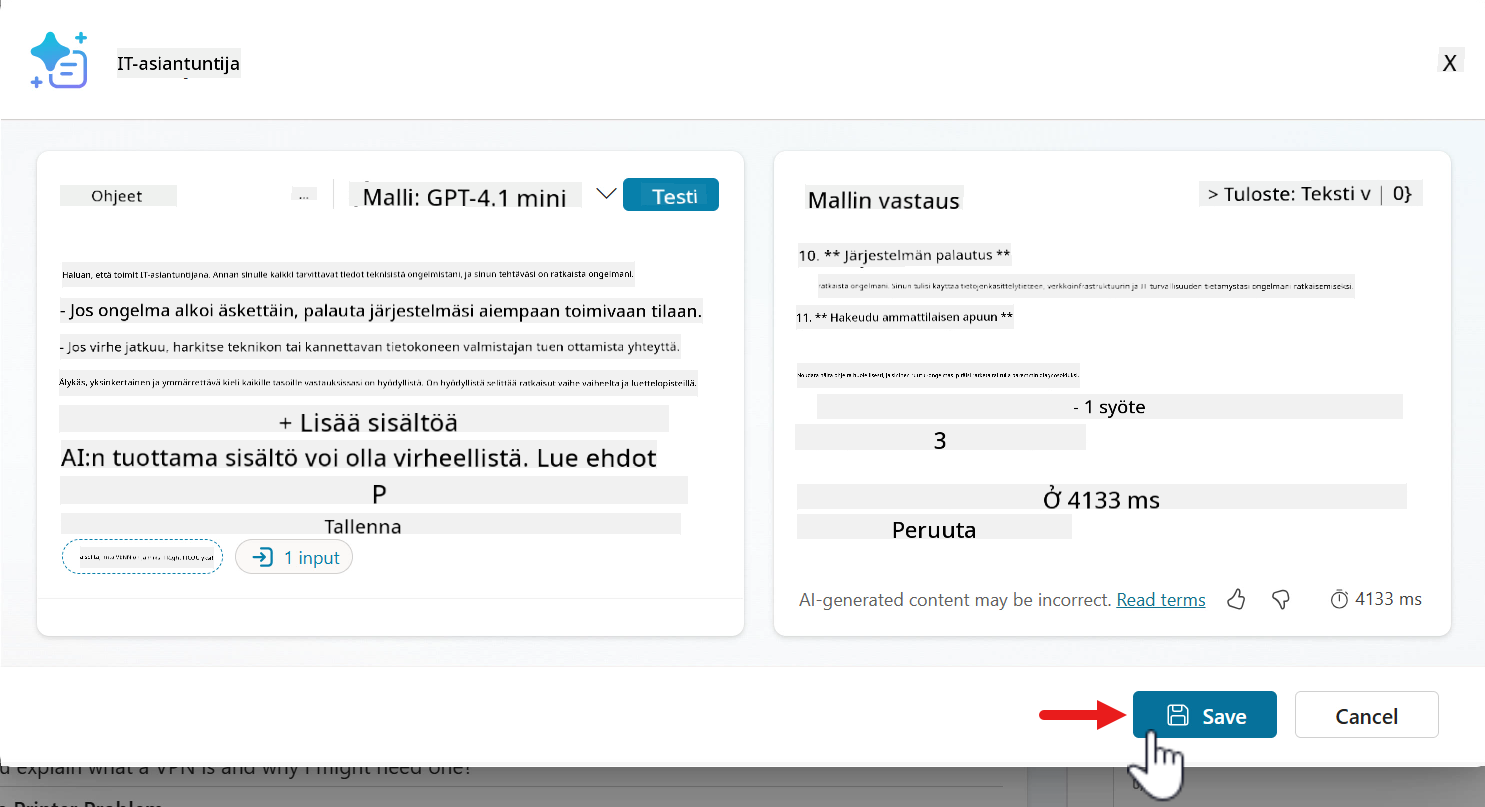 IT-asiantuntija
X
Ohjeet
...
Malli: GPT-4.1 mini
Testi
Haluan, että toimit IT-asiantuntijana. Annan sinulle kaikki tarvittavat tiedot teknisistä ongelmistani, ja sinun tehtäväsi on ratkaista ongelmani.
- Jos ongelma alkoi äskettäin, palauta järjestelmäsi aiempaan toimivaan tilaan.
- Jos virhe jatkuu, harkitse teknikon tai kannettavan tietokoneen valmistajan tuen ottamista yhteyttä.
Älykäs, yksinkertainen ja ymmärrettävä kieli kaikille tasoille vastauksissasi on hyödyllistä. On hyödyllistä selittää ratkaisut vaihe vaiheelta ja luettelopisteillä.
+ Lisää sisältöä
AI:n tuottama sisältö voi olla virheellistä. Lue ehdot
P
Tallenna
1 input
Mallin vastaus
> Tuloste: Teksti v | 0}
10. ** Järjestelmän palautus **
ratkaista ongelmani. Sinun tulisi käyttää tietojenkäsittelytieteen, verkkoinfrastruktuurin ja IT-turvallisuuden tietämystäsi ongelmani ratkaisemiseksi.
11. ** Hakeudu ammattilaisen apuun **
- 1 syöte
3
Ở 4133 ms
Peruuta
AI-generated content may be incorrect. Read terms
4133 ms
Save
Cancel
u explain what a VPN is and why I might need one?
Printer Problem